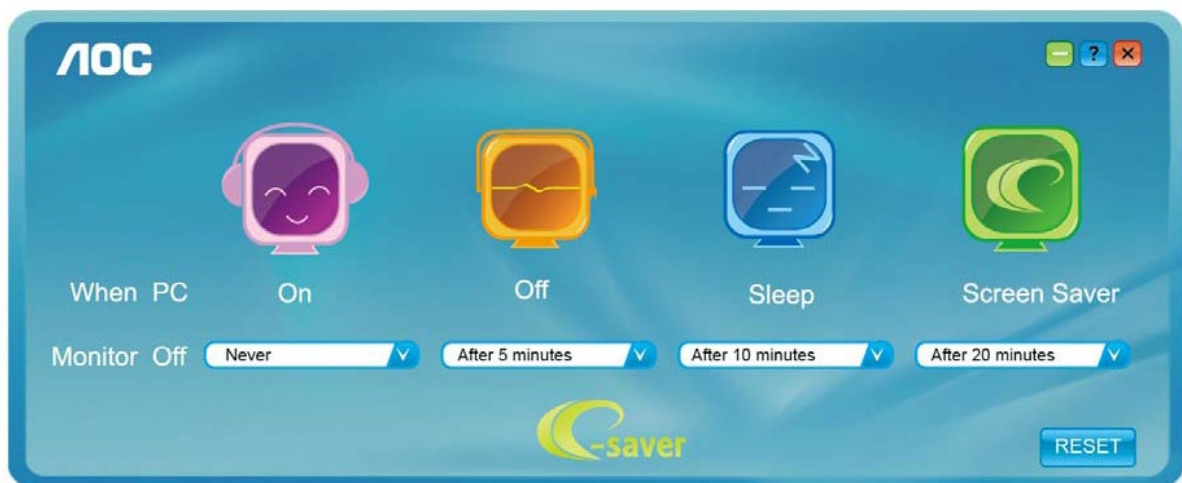 AOC
?
When PC On Off Sleep Screen Saver
Monitor Off Never After 5 minutes After 10 minutes After 20 minutes
e-saver
RESET